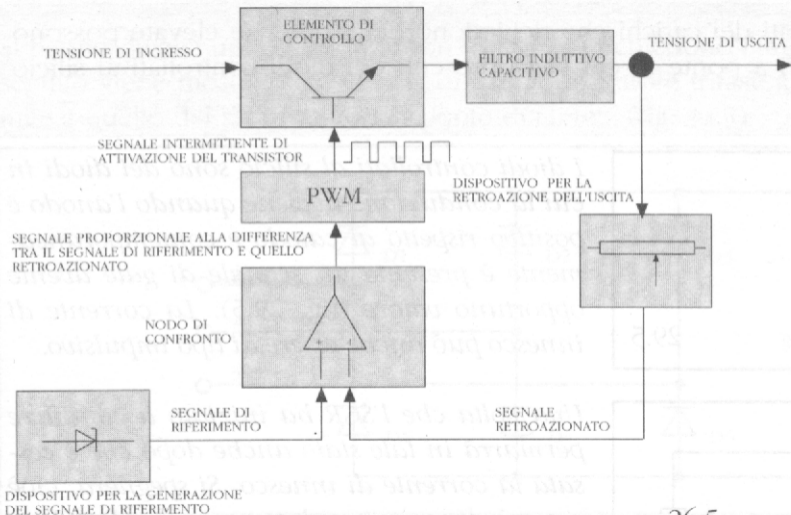 ELEMENTO DI
CONTROLLO
TENSIONE DI INGRESSO
TENSIONE DI USCITA
FILTRO INDUTTIVO
CAPACITIVO
SEGNALE INTERMITTENTE DI
ATTIVAZIONE DEL TRANSISTOR
PWM
DISPOSITIVO PER LA
RETROAZIONE DELL'USCITA
SEGNALE PROPORZIONALE ALLA DIFFERENZA
TRA IL SEGNALE DI RIFERIMENTO E QUELLO
RETROAZIONATO
NODO DI
CONFRONTO
SEGNALE DI
RIFERIMENTO
SEGNALE
RETROAZIONATO
DISPOSITIVO PER LA GENERAZIONE
DEL SEGNALE DI RIFERIMENTO